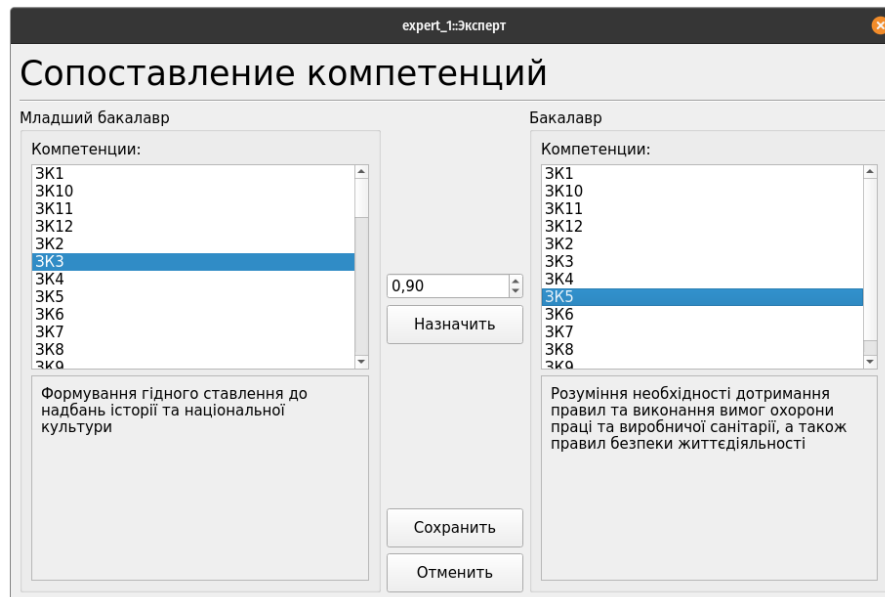 expert_1::Эксперт
Сопоставление компетенций
Младший бакалавр
Компетенции:
ЗК1
ЗК10
ЗК11
ЗК12
ЗК2
ЗК3
ЗК4
ЗК5
ЗК6
ЗК7
ЗК8
ЗК9
Формування гідного ставлення до
надбань історії та національної
культури
0,90
Назначить
Сохранить
Отменить
Бакалавр
Компетенции:
ЗК1
ЗК10
ЗК11
ЗК12
ЗК2
ЗК3
ЗК4
ЗК5
ЗК6
ЗК7
ЗК8
ЗК9
Розуміння необхідності дотримання
правил та виконання вимог охорони
праці та виробничої санітарії, а також
правил безпеки життєдіяльності